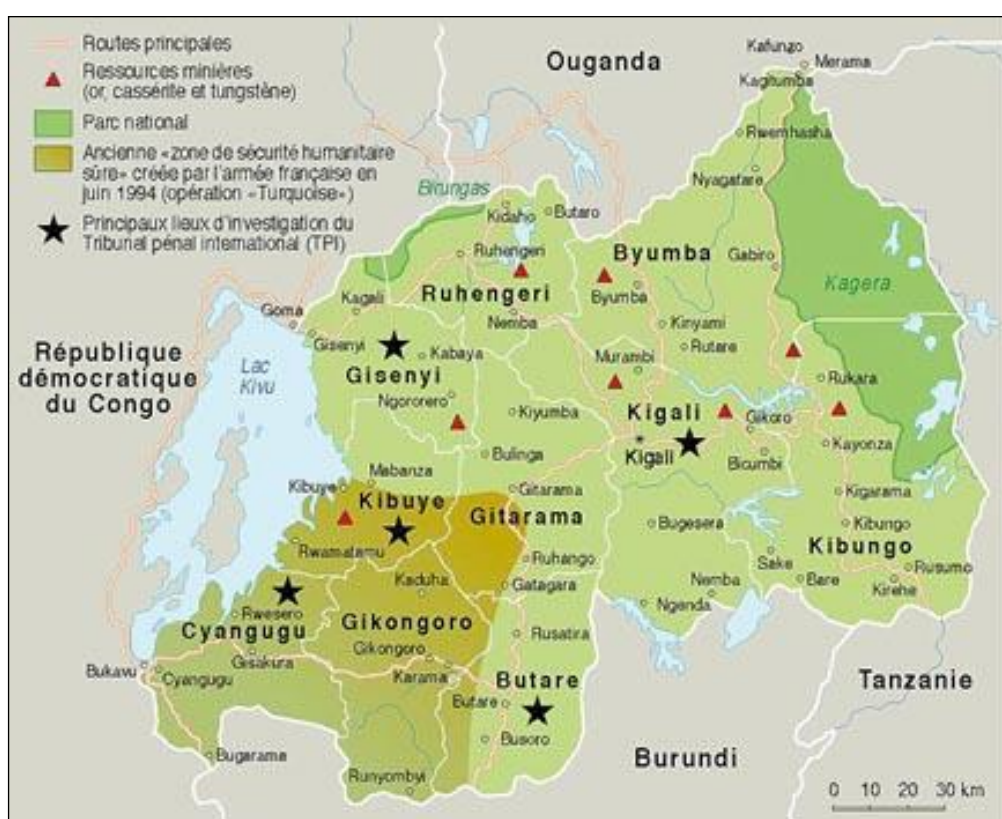 Routes principales
Ressources minières
(or, cassérite et tungstène)
Parc national
Ancienne «zone de sécurité humanitaire
sûre» créée par l'armée française en
juin 1994 (opération «Turquoise»)
Principaux lieux d'investigation du
Tribunal pénal international (TPI)
Ouganda
Kafunzo
Merama
Kagitumba
Rwemhasha
Nyagatare
Birungas
Kidaho
Butaro
Ruhengeri
Byumba
Gabiro
Kagera
Kagali
Ruhengeri
Byumba
Goma
Nemba
Kinyami
Gisenyi
Kabaya
Murambi
Rutare
République
démocratique
du Congo
Lac
Kivu
Gisenyi
Rukara
Ngororero
Kiyumba
Kigali
Gikoro
Kigali
Kayonza
Bulinga
Bicumbi
Mabanza
Kibuye
Gitarama
Kigarama
Kibuye
Gitarama
Bugesera
Kibungo
Rwamatamu
Kibungo
Ruhango
Sake
Rusumo
Kaduha
Gatagara
Nemba
Bare
Kirehe
Rwesero
Ngenda
Cyangugu
Gikongoro
Rusatira
Gisakura
Gikongoro
Bukavu
Cyangugu
Karama
Butare
Tanzanie
Butare
Busoro
Bugarama
Burundi
Runyombyi
0 10 20 30 km